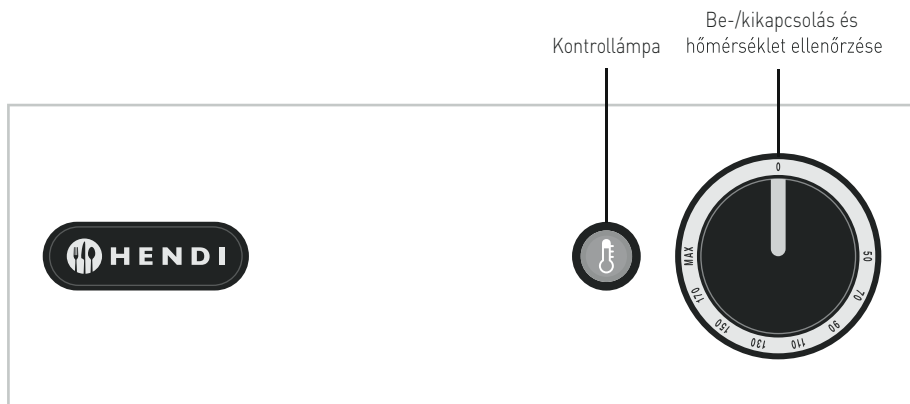 Be-/kikapcsolás és
hőmérséklet ellenőrzése
Kontrollámpa
HENDI
0
50
70
90
110
130
150
170
MAX